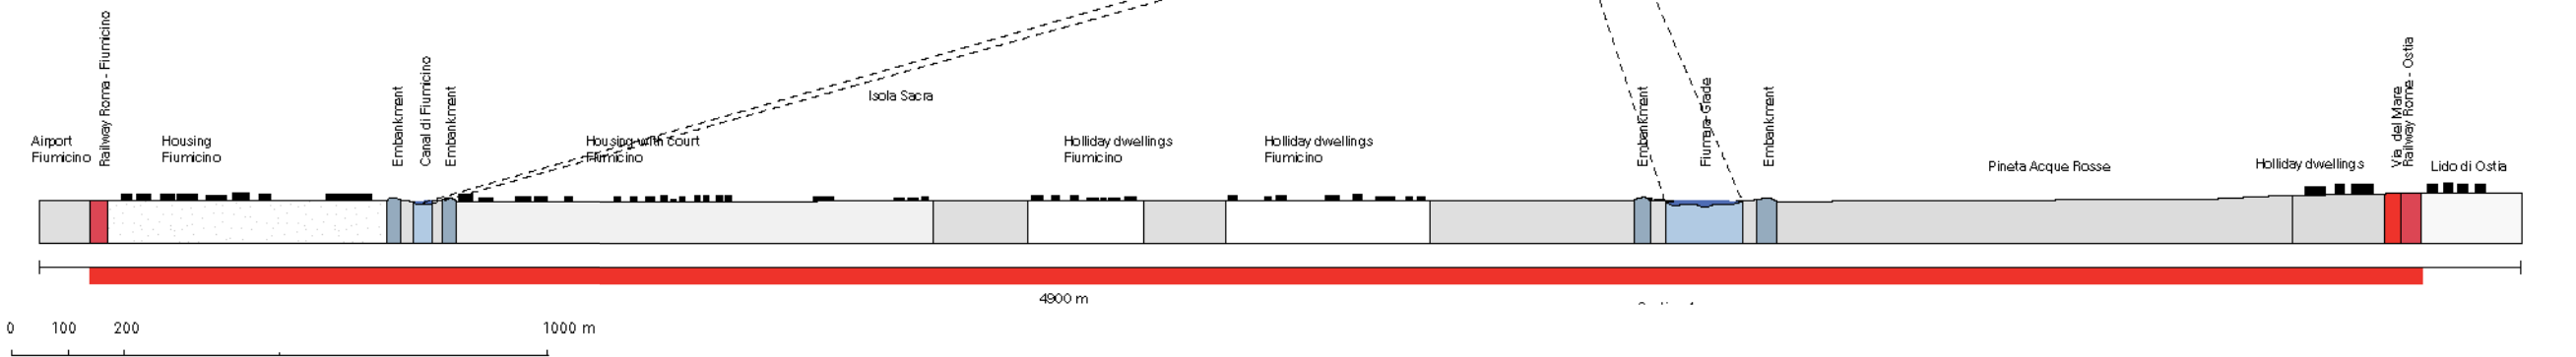 Airport
Fiumicino
Railway Roma - Fiumicino
Housing
Fiumicino
Embankment
Canal di Fiumicino
Embankment
Housing with court
Fiumicino
Isola Sacra
Holliday dwellings
Fiumicino
Holliday dwellings
Fiumicino
Embankment
Fiumara Grade
Embankment
Pineta Acque Rosse
Holliday dwellings
Via del Mare
Railway Rome - Ostia
Lido di Ostia
4900 m
0 100 200 1000 m